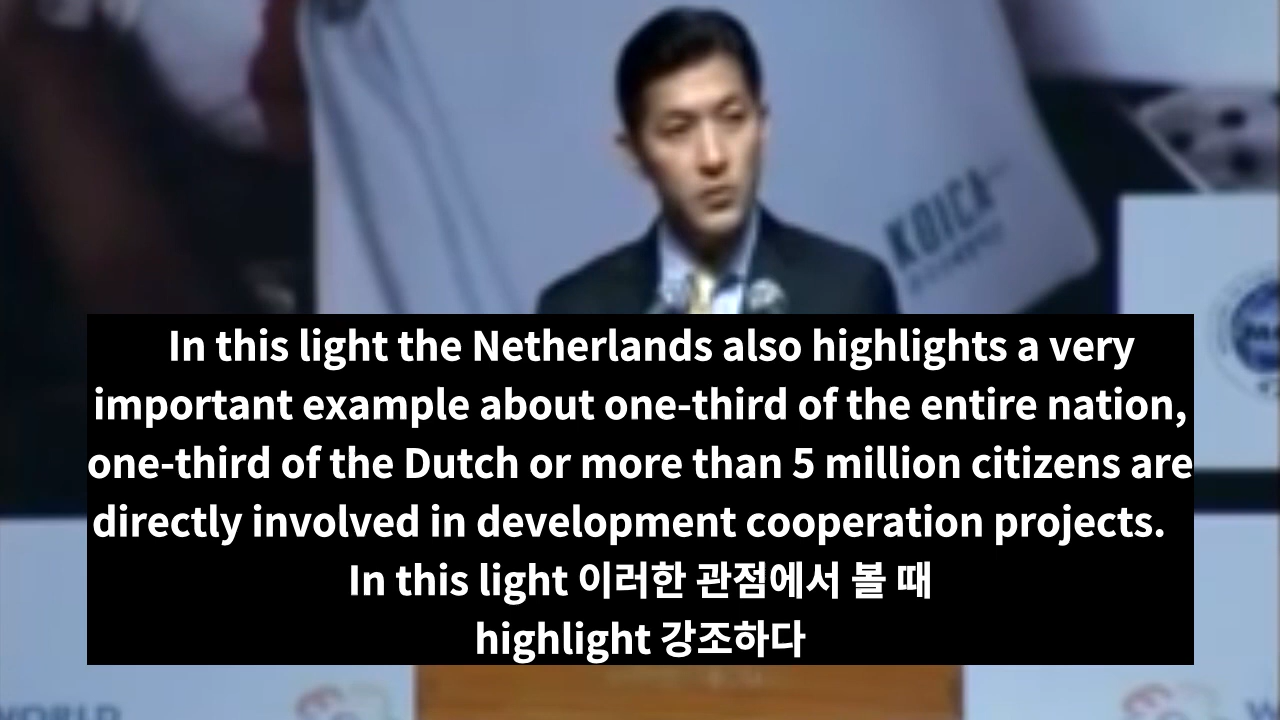 KOICA
In this light the Netherlands also highlights a very
important example about one-third of the entire nation,
one-third of the Dutch or more than 5 million citizens are
directly involved in development cooperation projects.
In this light 이러한 관점에서 볼 때
highlight 강조하다
WORLD